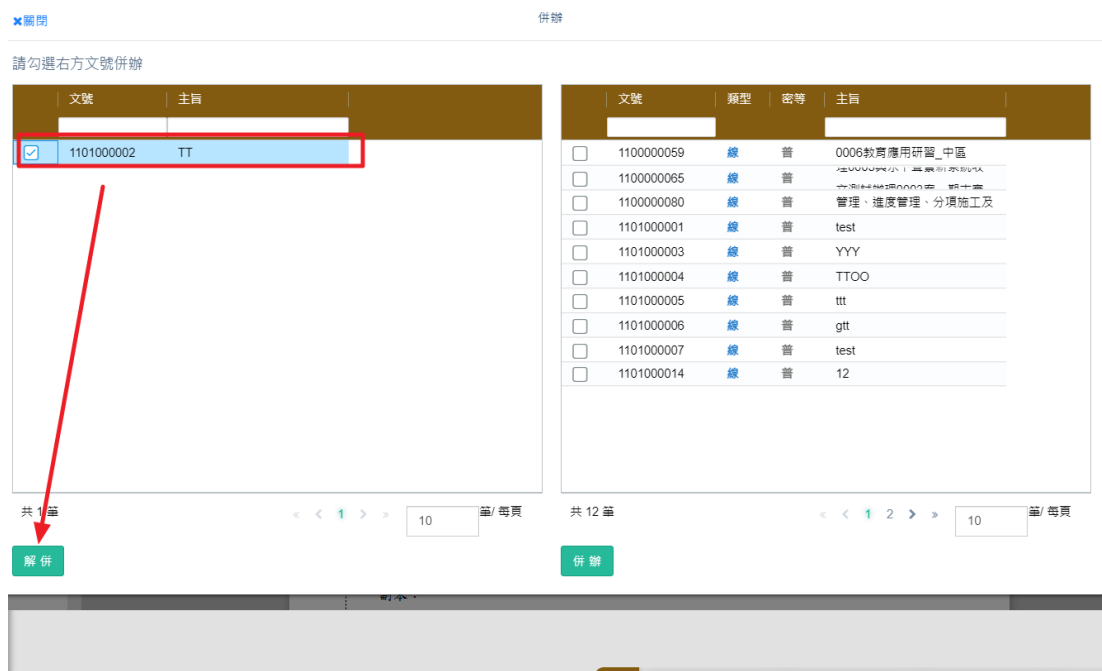 ✖關閉
併辦
請勾選右方文號併辦
文號 主旨
1101000002 TT
共 1 筆
« < 1 > » 10 筆/ 每頁
解 併
文號 類型 密等 主旨
1100000059 線 普 0006教育應用研習_中區
1100000065 線 普
1100000080 線 普 管理、進度管理、分項施工及
1101000001 線 普 test
1101000003 線 普 YYY
1101000004 線 普 TTOO
1101000005 線 普 ttt
1101000006 線 普 gtt
1101000007 線 普 test
1101000014 線 普 12
共 12 筆
« < 1 2 > » 10 筆/ 每頁
併 辦